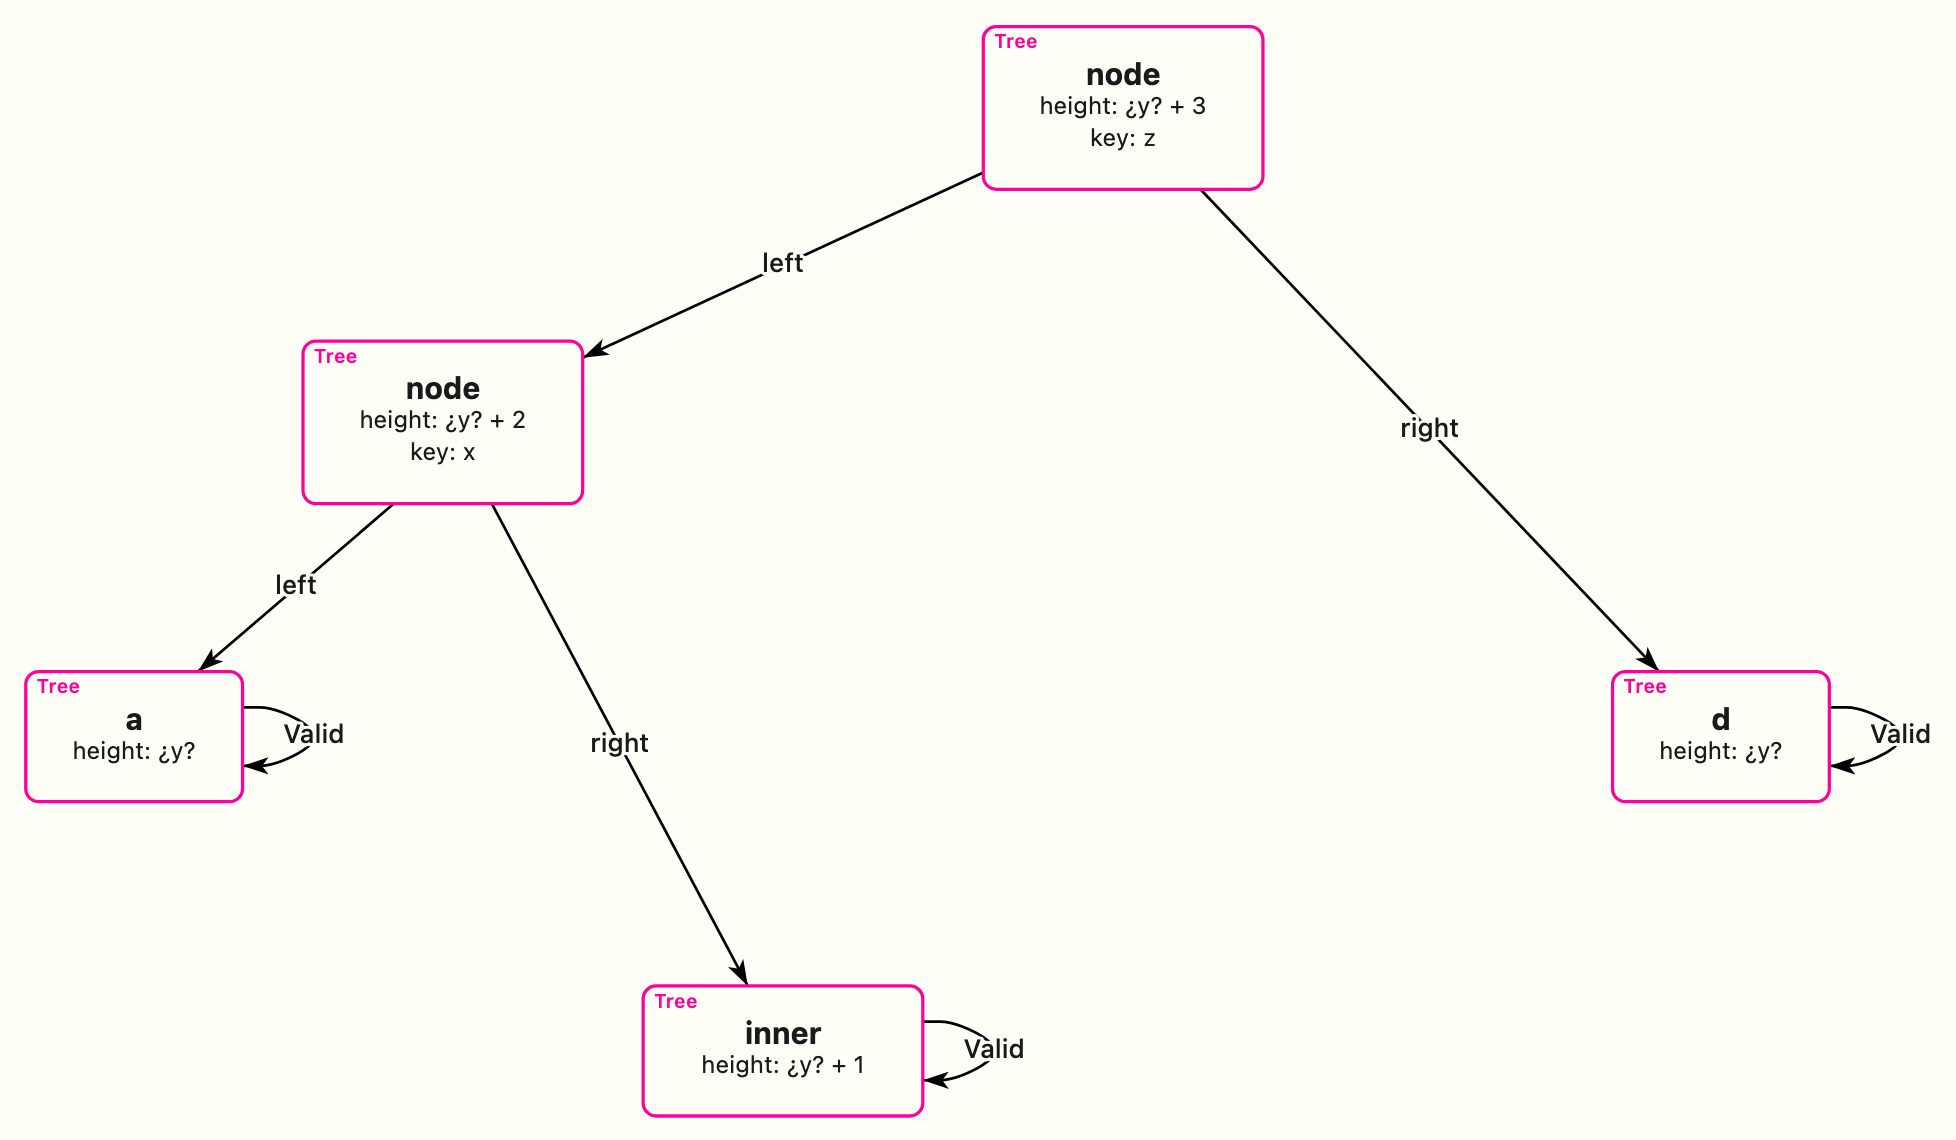 Tree
node
height: ¿y? + 3
key: z
left
right
Tree
node
height: ¿y? + 2
key: x
left
right
Tree
a
height: ¿y?
Valid
Tree
d
height: ¿y?
Valid
Tree
inner
height: ¿y? + 1
Valid